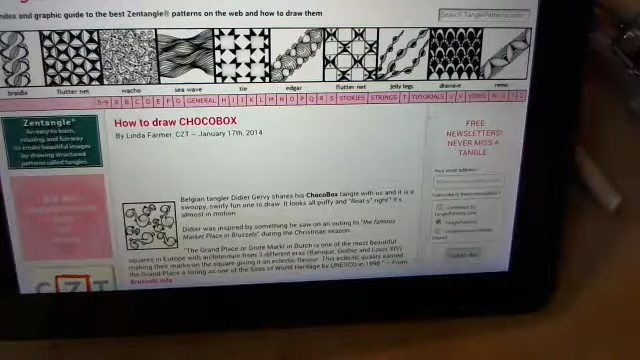 ndex and graphic guide to the best Zentangle® patterns on the web and how to draw them
Search TanglePatterns.com
braidis flutter net wacho sea wave tie edgar flutter net jelly legs
0-9 A B C D E F G GENERAL H I J K L M N O P Q R S STORIES STRINGS T TUTORIALS U V VIDEO
How to draw CHOCOBOX
By Linda Farmer, CZT – January 17th, 2014
Zentangle®
An easy-to-learn,
relaxing, and fun way
to create beautiful images
by drawing structured
patterns called tangles.
Belgian tangler Didier Gervy shares his ChocoBox tangle with us and it is a
swoopy, swirly fun one to draw. It looks all puffy and "float-y" right? It's
almost in motion.
Didier was inspired by something he saw on an outing to "the famous
Market Place in Brussels" during the Christmas season.
"The Grand Place or Grote Markt in Dutch is one of the most beautiful
squares in Europe with architecture from 3 different eras (Baroque, Gothic and Louis XIV)
making their marks on the square giving it an eclectic flavour. This eclectic quality earned
the Grand-Place a listing as one of the Sites of World Heritage by UNESCO in 1998." – From
Brussels Info
CZT
FREE
NEWSLETTERS!
NEVER MISS A
TANGLE
Your email address: